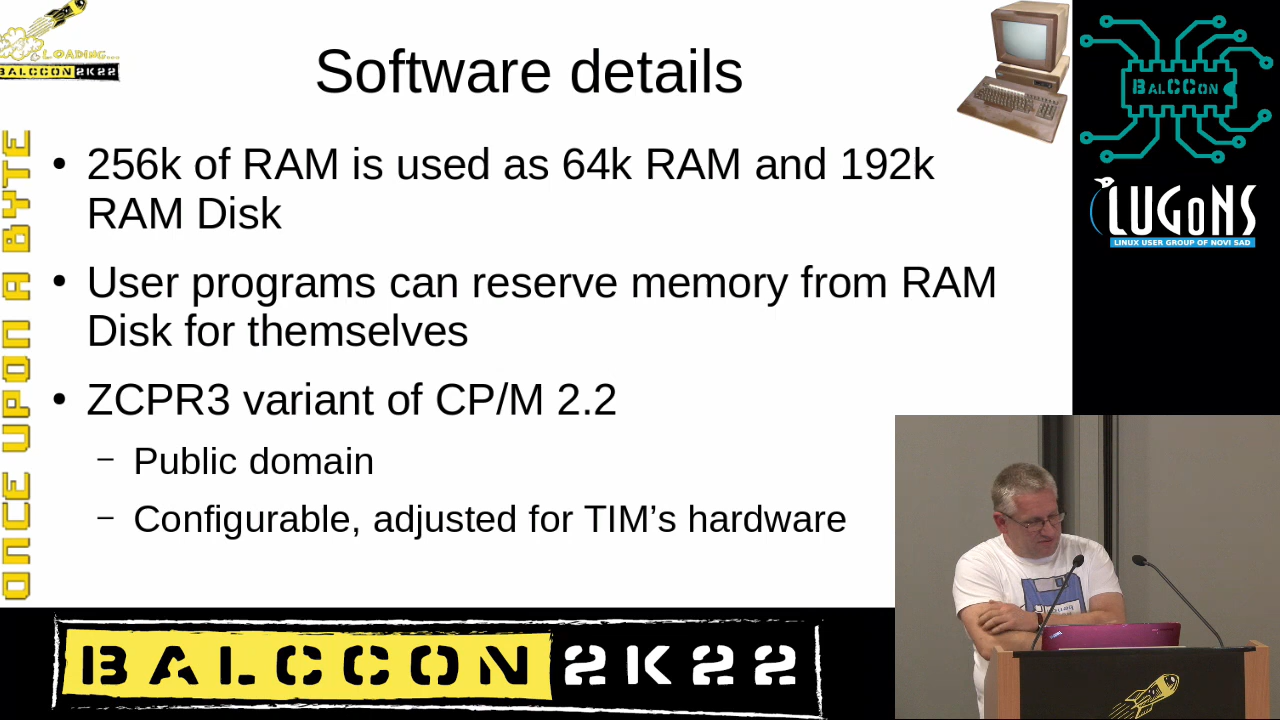 LOADING...
BALCCON2K22
Software details
BALCCON
LUGONS
LINUX USER GROUP OF NOVI SAD
ONCE UPON A BYTE
• 256k of RAM is used as 64k RAM and 192k
RAM Disk
• User programs can reserve memory from RAM
Disk for themselves
• ZCPR3 variant of CP/M 2.2
– Public domain
– Configurable, adjusted for TIM’s hardware
BALCCON 2K22